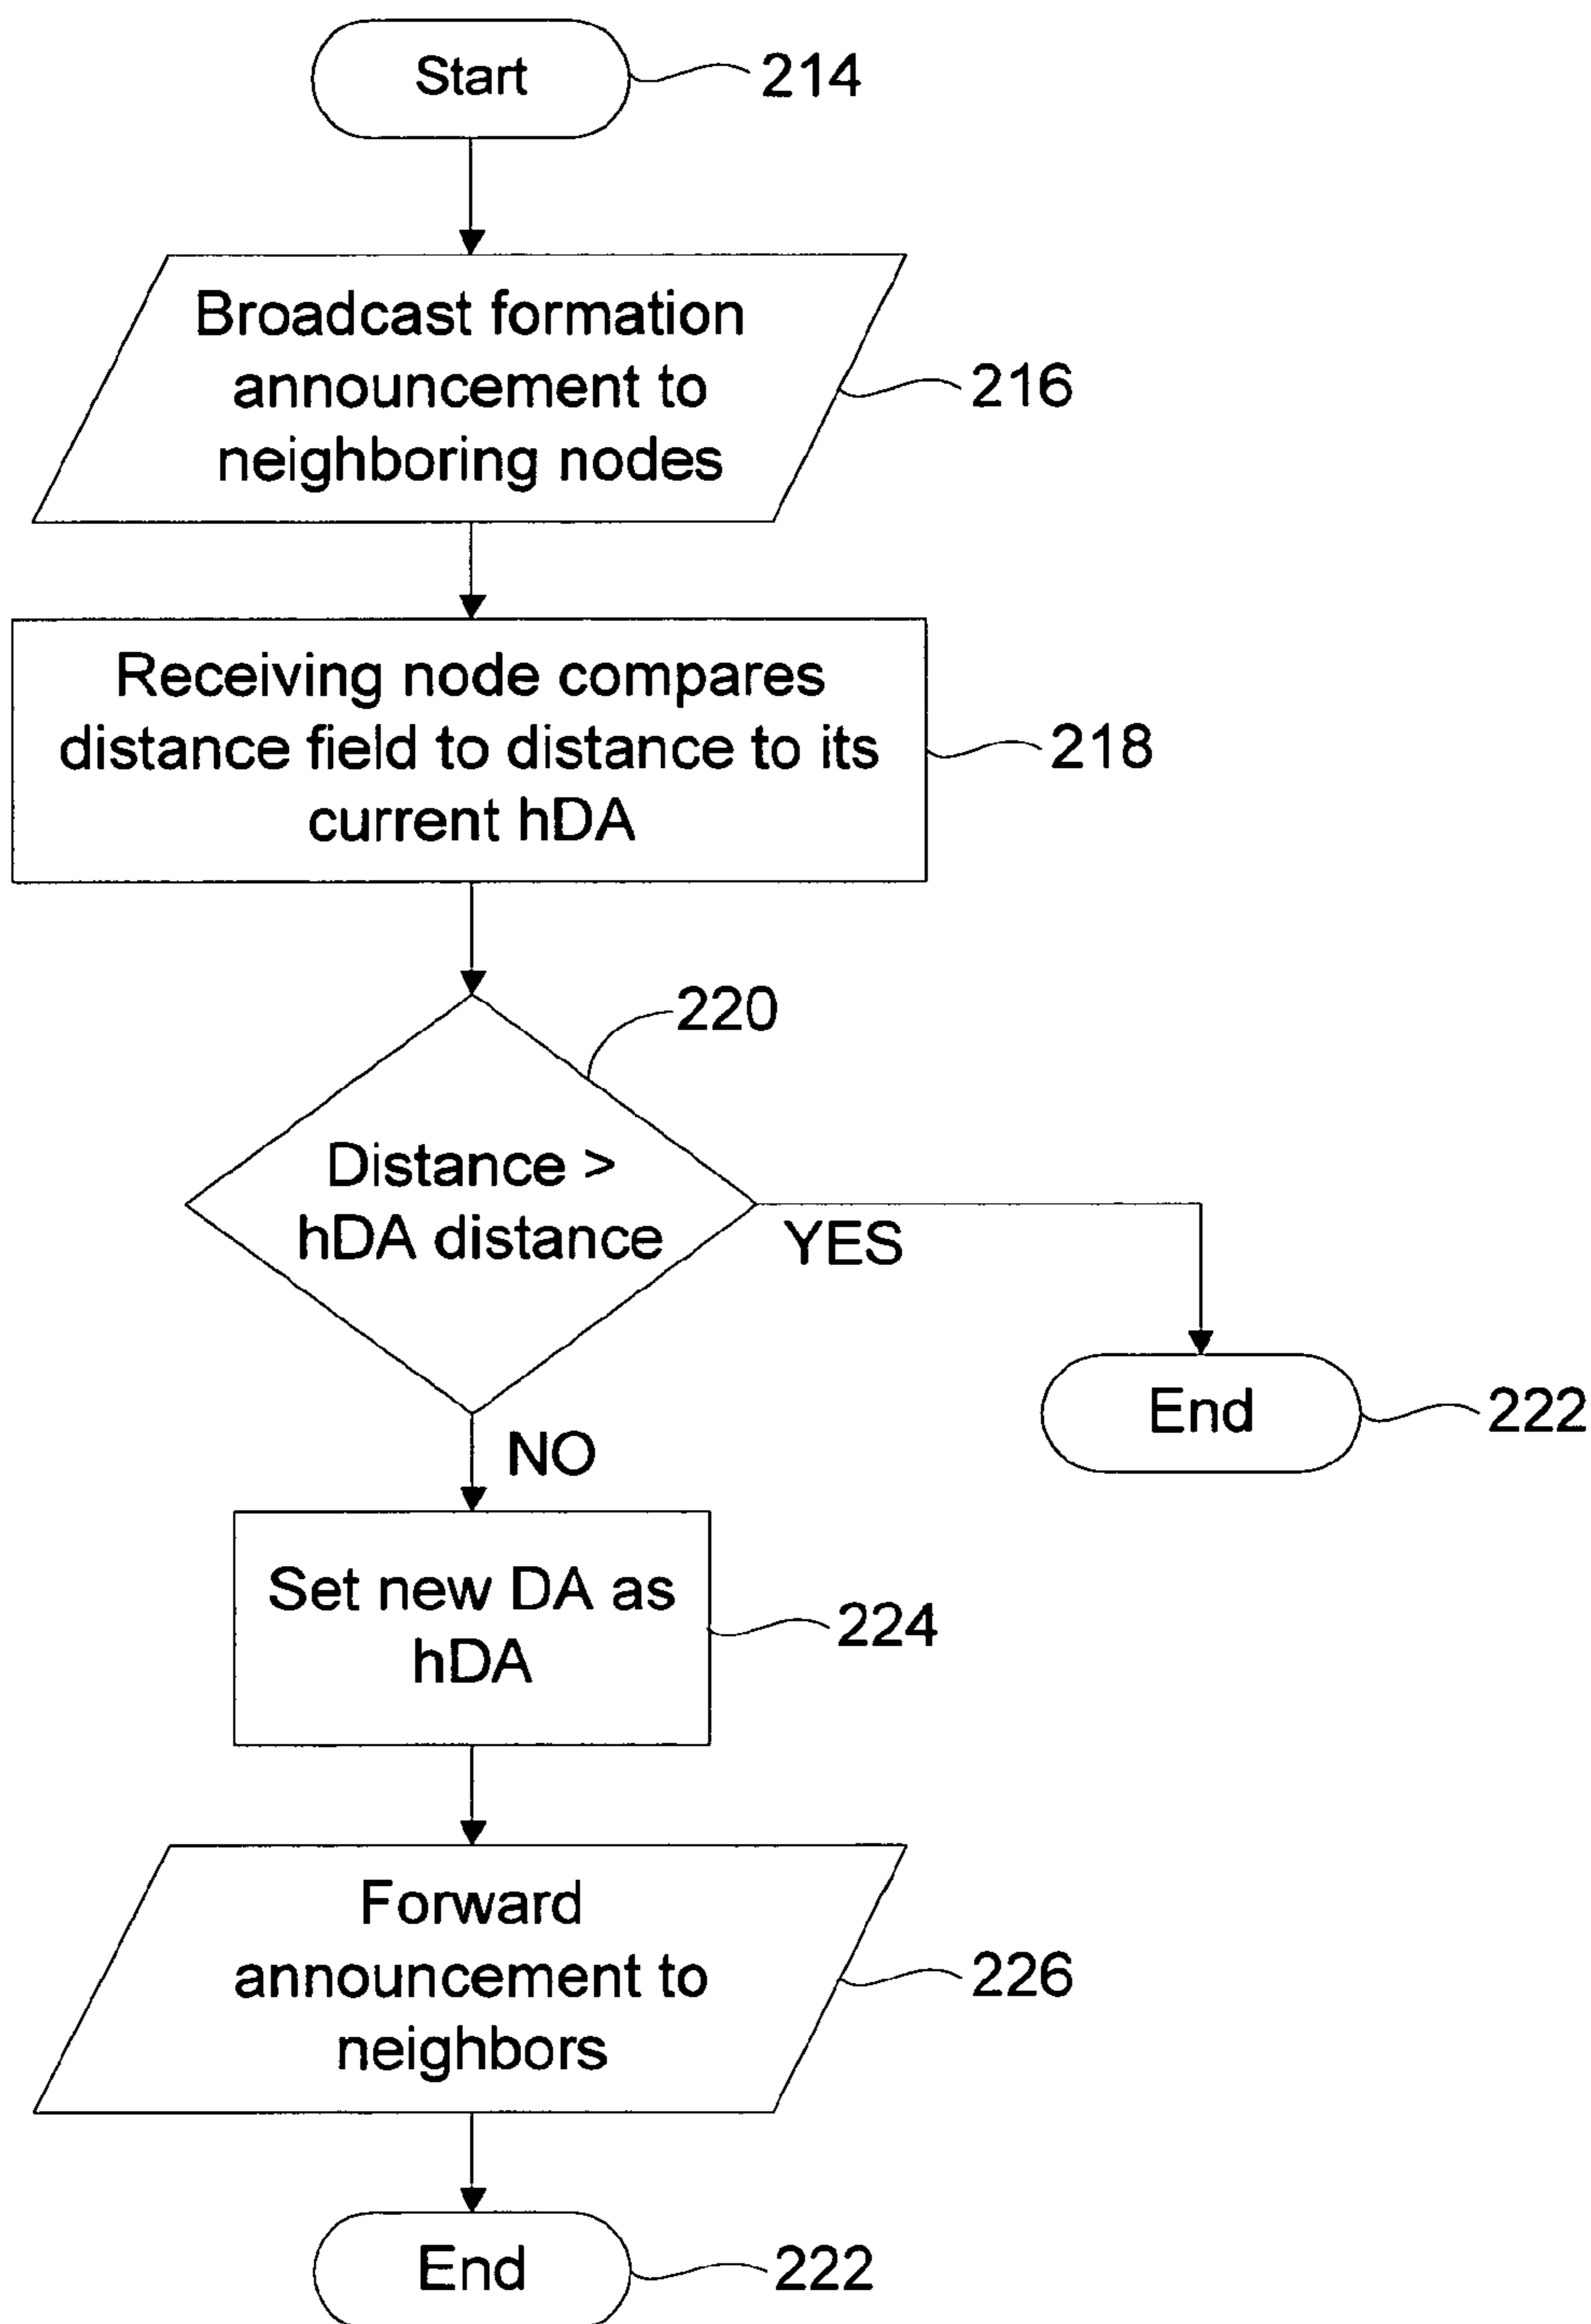 Start
214
Broadcast formation
announcement to
neighboring nodes
216
Receiving node compares
distance field to distance to its
current hDA
218
220
Distance >
hDA distance
YES
End
222
NO
Set new DA as
hDA
224
Forward
announcement to
neighbors
226
End
222